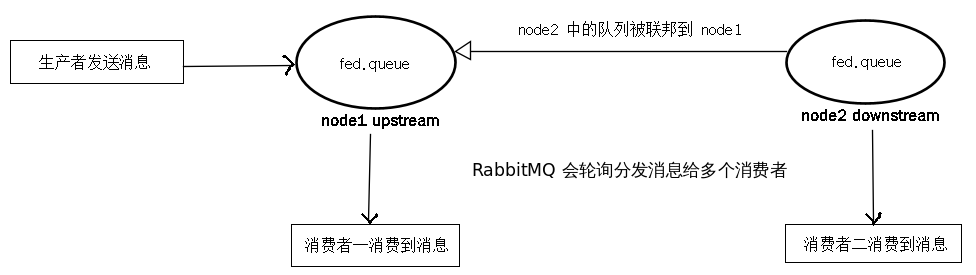 node2 中的队列被联邦到 node1
生产者发送消息
fed.queue
fed.queue
node1 upstream
node2 downstream
RabbitMQ 会轮询分发消息给多个消费者
消费者一消费到消息
消费者二消费到消息